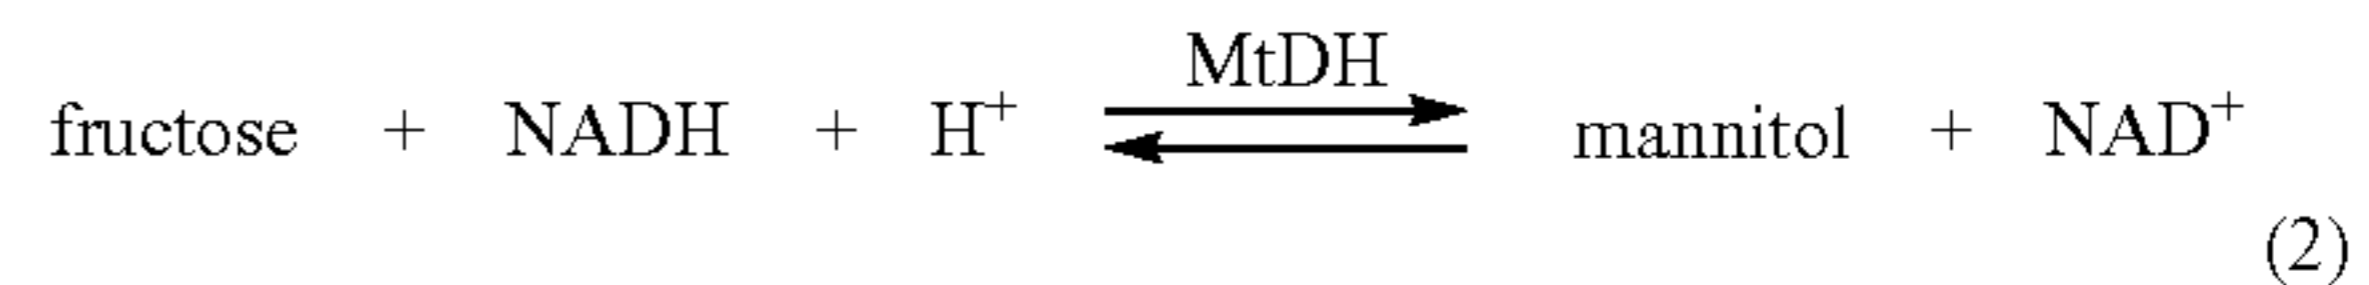 MtDH
fructose + NADH + H⁺ ⇌ mannitol + NAD⁺
(2)